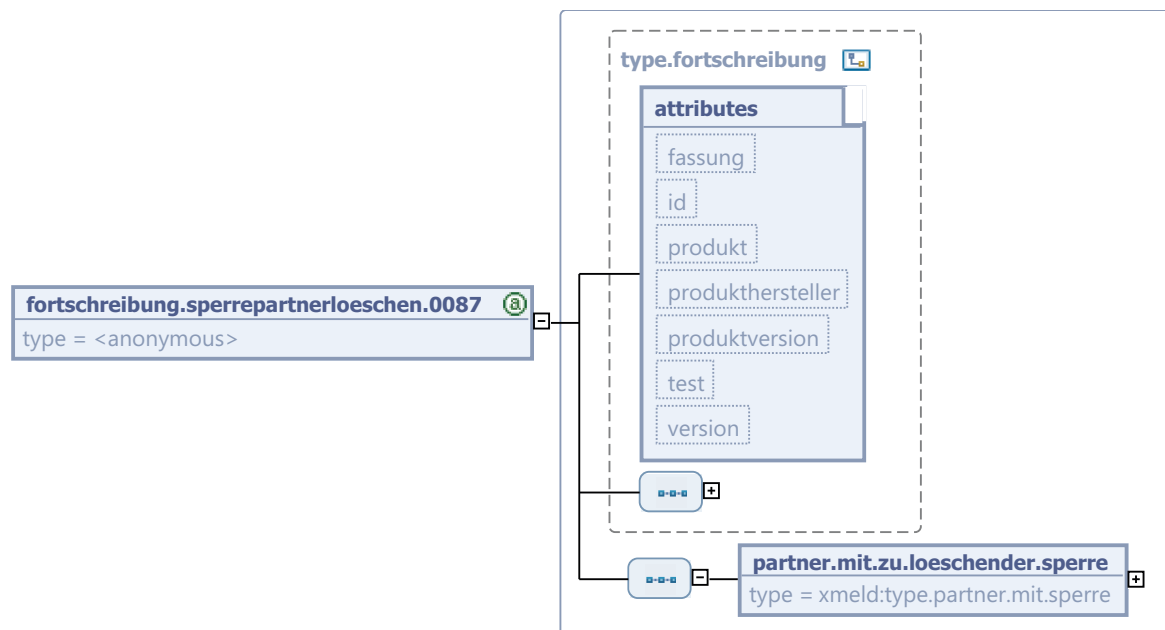 type.fortschreibung
attributes
fassung
id
produkt
produkthersteller
produktversion
test
version
fortschreibung.sperrepartnerloeschen.0087 @
type = <anonymous>
partner.mit.zu.loeschender.sperre
type = xmeld:type.partner.mit.sperre